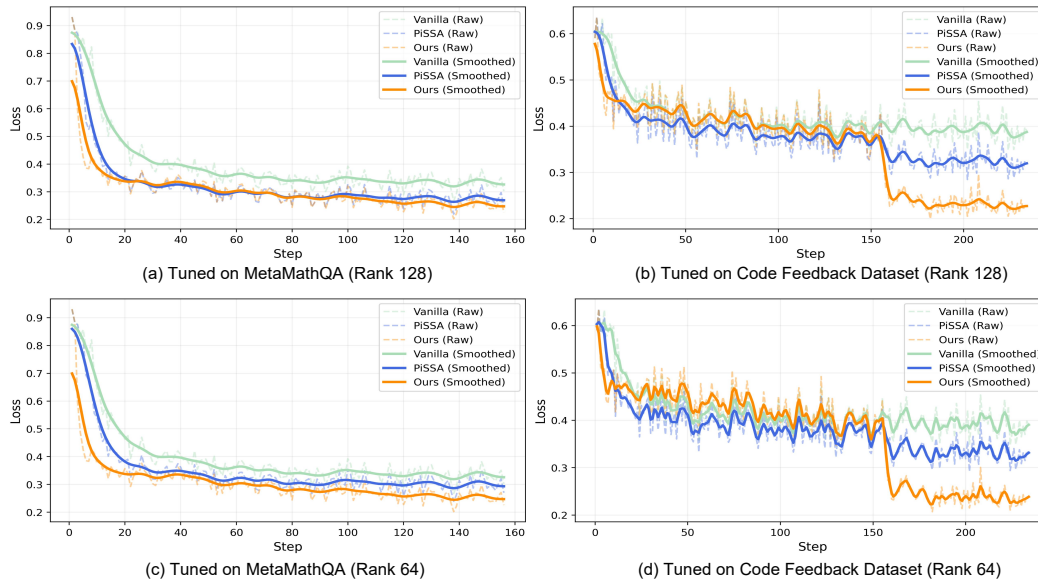 0.9
0.8
0.7
0.6
0.5
0.4
0.3
0.2
Loss
0 20 40 60 80 100 120 140 160
Step
Vanilla (Raw)
PiSSA (Raw)
Ours (Raw)
Vanilla (Smoothed)
PiSSA (Smoothed)
Ours (Smoothed)
(a) Tuned on MetaMathQA (Rank 128)
0.6
0.5
0.4
0.3
0.2
Loss
0 50 100 150 200
Step
Vanilla (Raw)
PiSSA (Raw)
Ours (Raw)
Vanilla (Smoothed)
PiSSA (Smoothed)
Ours (Smoothed)
(b) Tuned on Code Feedback Dataset (Rank 128)
0.9
0.8
0.7
0.6
0.5
0.4
0.3
0.2
Loss
0 20 40 60 80 100 120 140 160
Step
Vanilla (Raw)
PiSSA (Raw)
Ours (Raw)
Vanilla (Smoothed)
PiSSA (Smoothed)
Ours (Smoothed)
(c) Tuned on MetaMathQA (Rank 64)
0.6
0.5
0.4
0.3
0.2
Loss
0 50 100 150 200
Step
Vanilla (Raw)
PiSSA (Raw)
Ours (Raw)
Vanilla (Smoothed)
PiSSA (Smoothed)
Ours (Smoothed)
(d) Tuned on Code Feedback Dataset (Rank 64)